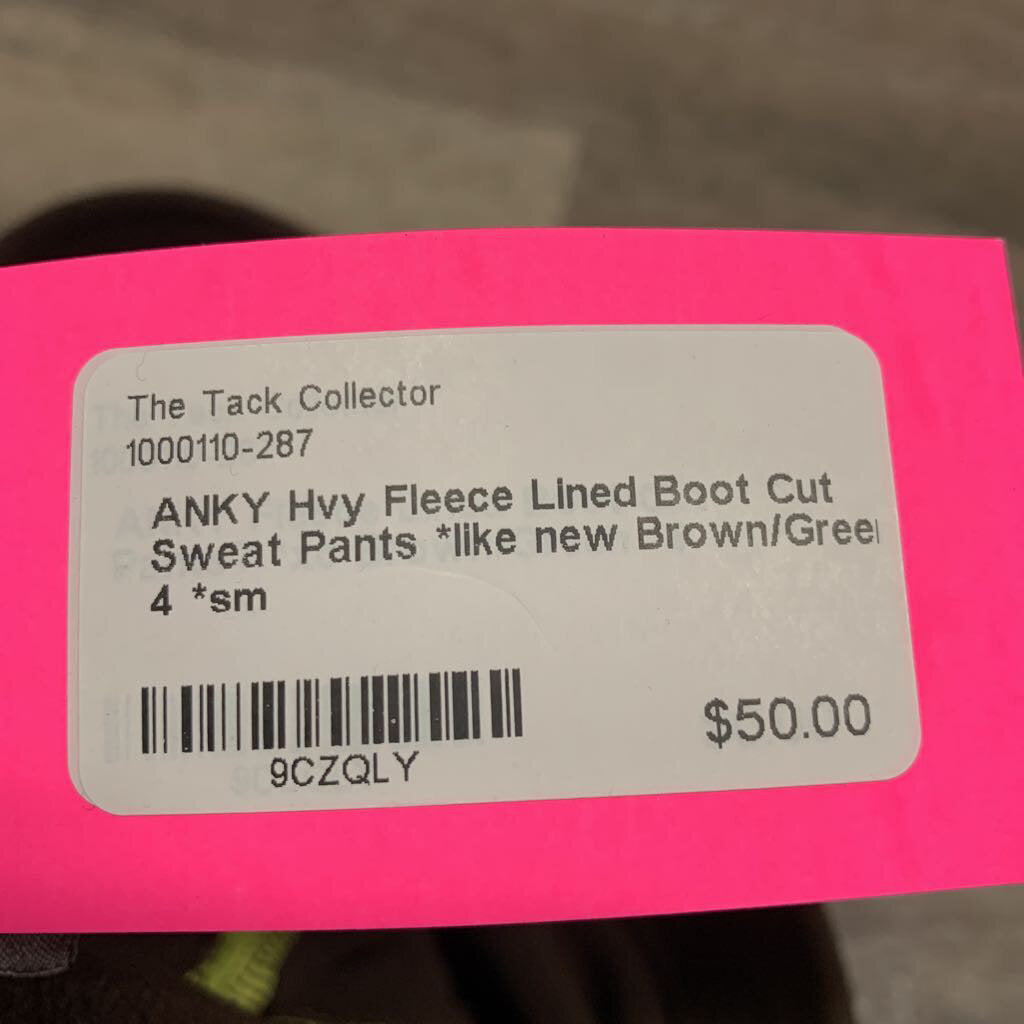 The Tack Collector
1000110-287
ANKY Hvy Fleece Lined Boot Cut
Sweat Pants *like new Brown/Gree
4 *sm
9CZQLY
$50.00